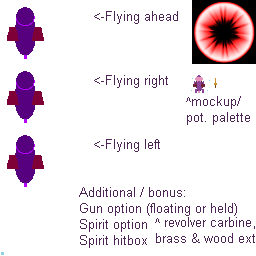 <-Flying ahead
<-Flying right
^mockup/
pot. palette
<-Flying left
Additional / bonus:
Gun option (floating or held)
Spirit option ^ revolver carbine,
Spirit hitbox brass & wood ext